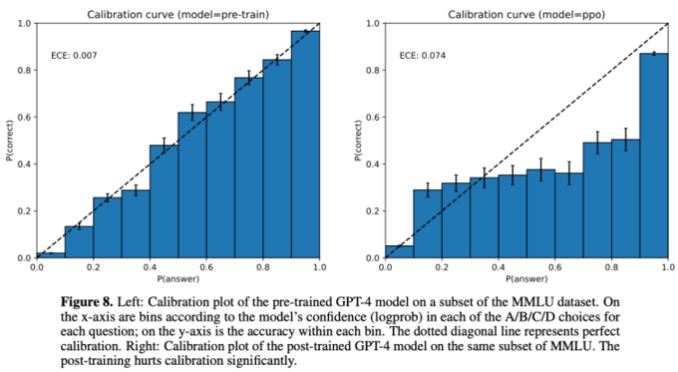 Calibration curve (model=pre-train)
1.0
0.8
0.6
0.4
0.2
0.0
P(correct)
ECE: 0.007
0.0 0.2 0.4 0.6 0.8 1.0
P(answer)
Calibration curve (model=ppo)
1.0
0.8
0.6
0.4
0.2
0.0
P(correct)
ECE: 0.074
0.0 0.2 0.4 0.6 0.8 1.0
P(answer)
Figure 8. Left: Calibration plot of the pre-trained GPT-4 model on a subset of the MMLU dataset. On
the x-axis are bins according to the model's confidence (logprob) in each of the A/B/C/D choices for
each question; on the y-axis is the accuracy within each bin. The dotted diagonal line represents perfect
calibration. Right: Calibration plot of the post-trained GPT-4 model on the same subset of MMLU. The
post-training hurts calibration significantly.